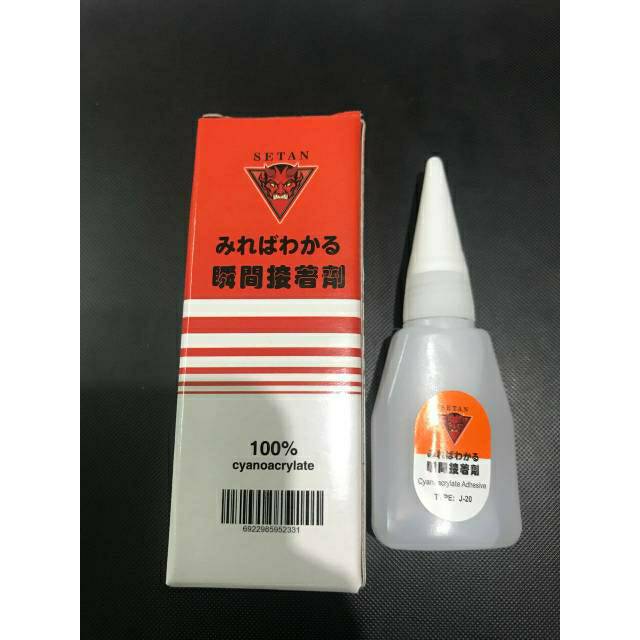 SETAN
みればわかる
瞬間接着剤
100%
cyanoacrylate
6922985952331
SETAN
みればわかる
瞬間接着剤
Cyanoacrylate Adhesive
TYPE: J-20